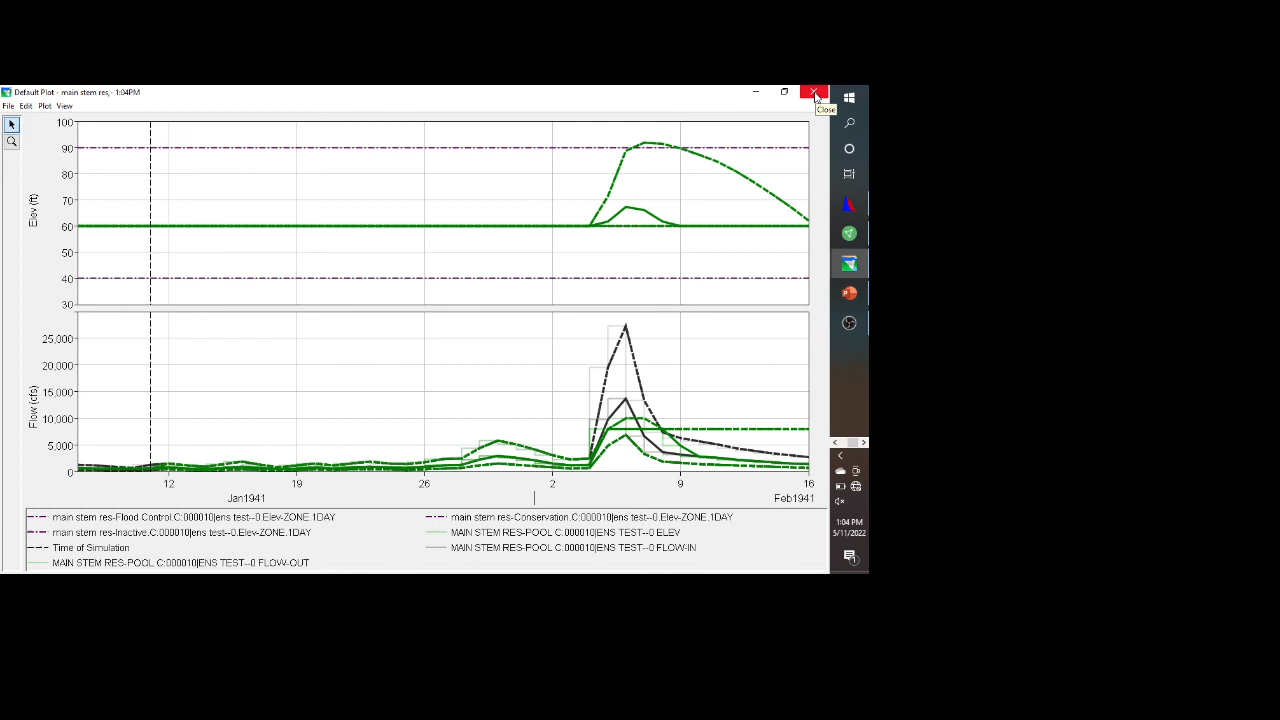 Default Plot - main stem res,- 1:04PM
File Edit Plot View
Close
100
90
80
70
60
50
40
30
Elev (ft)
25,000
20,000
15,000
10,000
5,000
0
Flow (cfs)
12 19 26 2 9 16
Jan1941 Feb1941
main stem res-Flood Control.C:000010|ens test--0.Elev-ZONE.1DAY
main stem res-Conservation.C:000010|ens test--0.Elev-ZONE.1DAY
main stem res-Inactive.C:000010|ens test--0.Elev-ZONE.1DAY
MAIN STEM RES-POOL C:000010|ENS TEST--0 ELEV
Time of Simulation
MAIN STEM RES-POOL C:000010|ENS TEST--0 FLOW-IN
MAIN STEM RES-POOL C:000010|ENS TEST--0 FLOW-OUT
1:04 PM
5/11/2022
1